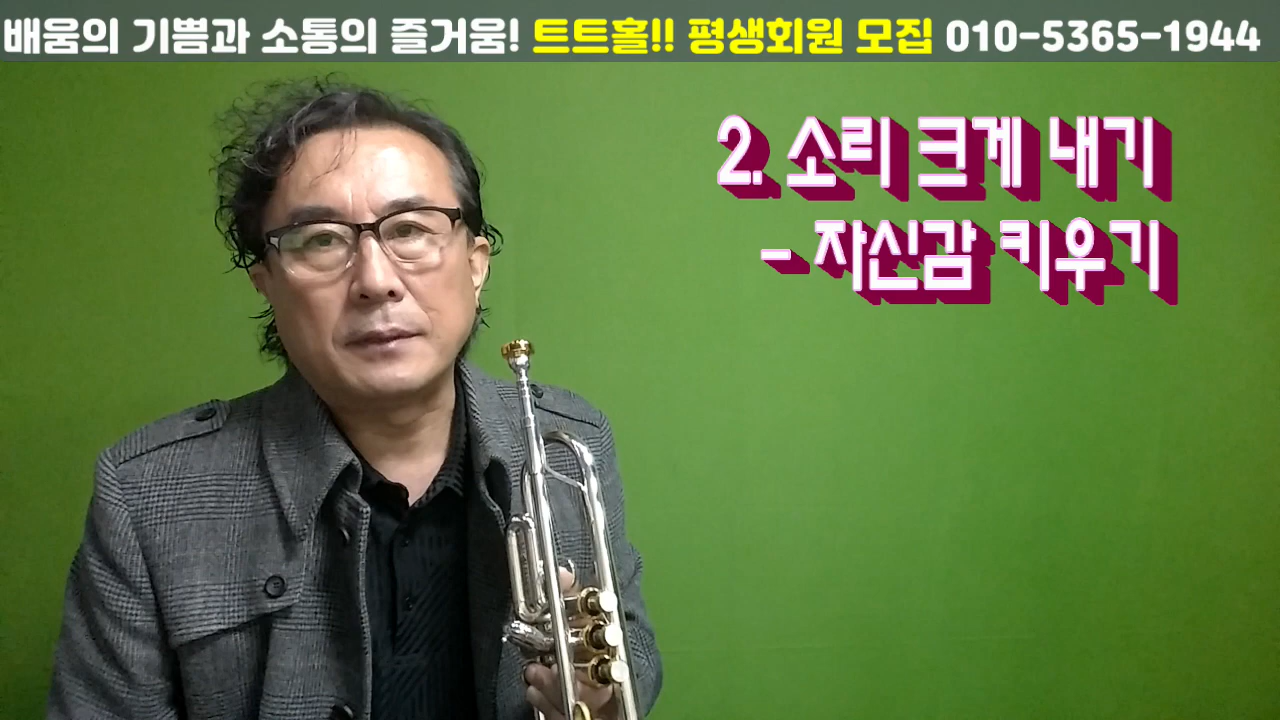 배움의 기쁨과 소통의 즐거움! 트트홀!! 평생회원 모집 010-5365-1944
2. 소리 크게 내기
- 자신감 키우기